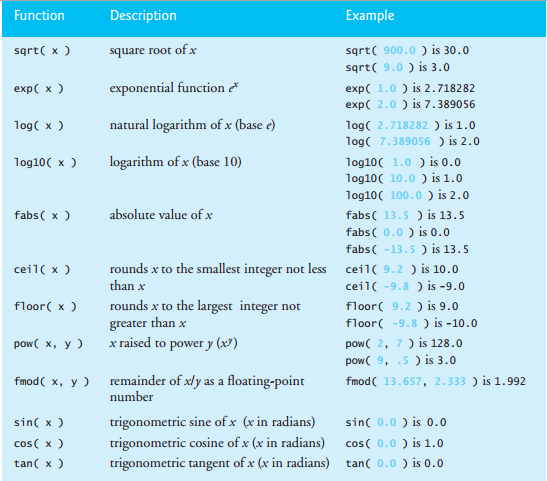 Function Description Example
sqrt( x ) square root of x sqrt( 900.0 ) is 30.0
sqrt( 9.0 ) is 3.0
exp( x ) exponential function eˣ exp( 1.0 ) is 2.718282
exp( 2.0 ) is 7.389056
log( x ) natural logarithm of x (base e) log( 2.718282 ) is 1.0
log( 7.389056 ) is 2.0
log10( x ) logarithm of x (base 10) log10( 1.0 ) is 0.0
log10( 10.0 ) is 1.0
log10( 100.0 ) is 2.0
fabs( x ) absolute value of x fabs( 13.5 ) is 13.5
fabs( 0.0 ) is 0.0
fabs( -13.5 ) is 13.5
ceil( x ) rounds x to the smallest integer not less ceil( 9.2 ) is 10.0
than x ceil( -9.8 ) is -9.0
floor( x ) rounds x to the largest integer not floor( 9.2 ) is 9.0
greater than x floor( -9.8 ) is -10.0
pow( x, y ) x raised to power y (xʸ) pow( 2, 7 ) is 128.0
pow( 9, .5 ) is 3.0
fmod( x, y ) remainder of x/y as a floating-point fmod( 13.657, 2.333 ) is 1.992
number
sin( x ) trigonometric sine of x (x in radians) sin( 0.0 ) is 0.0
cos( x ) trigonometric cosine of x (x in radians) cos( 0.0 ) is 1.0
tan( x ) trigonometric tangent of x (x in radians) tan( 0.0 ) is 0.0